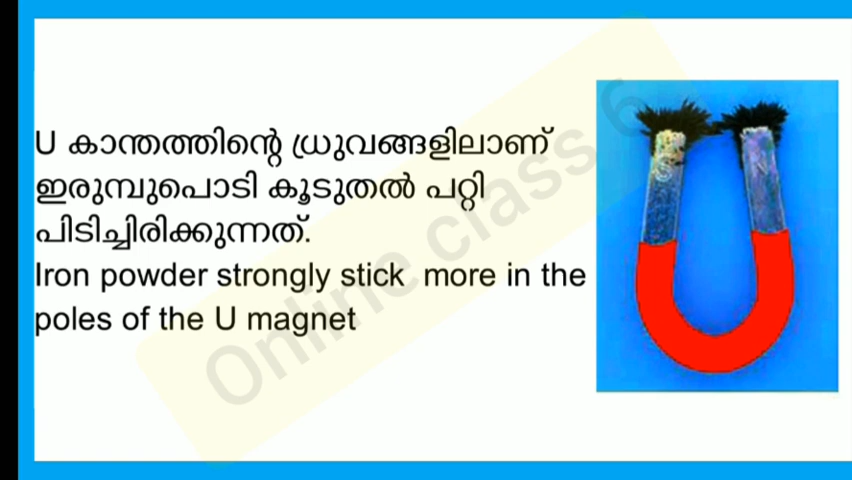 U കാന്തത്തിന്റെ ധ്രുവങ്ങളിലാണ്
ഇരുമ്പുപൊടി കൂടുതൽ പറ്റി
പിടിച്ചിരിക്കുന്നത്.
Iron powder strongly stick  more in the
poles of the U magnet
Online class 6
S
N